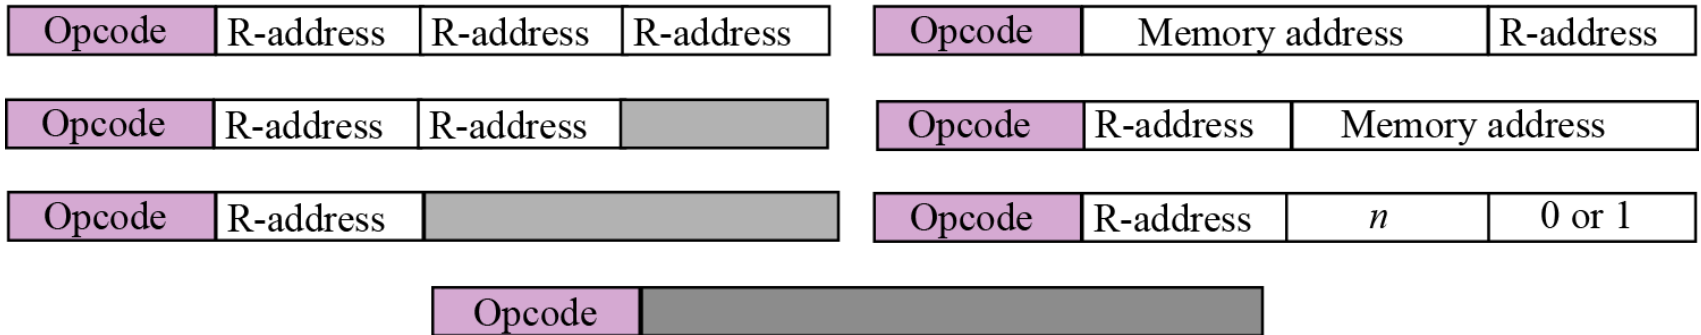 Opcode R-address R-address R-address
Opcode Memory address R-address
Opcode R-address R-address
Opcode R-address Memory address
Opcode R-address
Opcode R-address n 0 or 1
Opcode